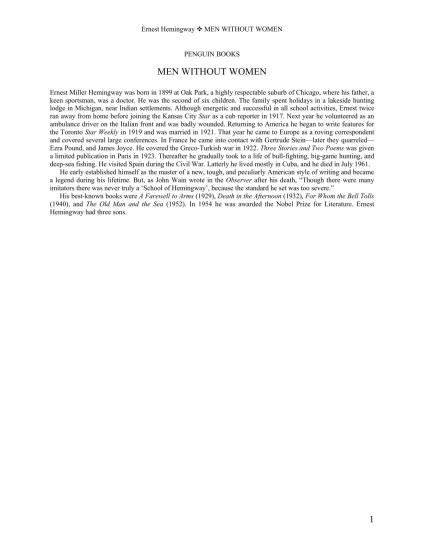 Ernest Hemingway ❖ MEN WITHOUT WOMEN
PENGUIN BOOKS
MEN WITHOUT WOMEN
Ernest Miller Hemingway was born in 1899 at Oak Park, a highly respectable suburb of Chicago, where his father, a
keen sportsman, was a doctor. He was the second of six children. The family spent holidays in a lakeside hunting
lodge in Michigan, near Indian settlements. Although energetic and successful in all school activities, Ernest twice
ran away from home before joining the Kansas City Star as a cub reporter in 1917. Next year he volunteered as an
ambulance driver on the Italian front and was badly wounded. Returning to America he began to write features for
the Toronto Star Weekly in 1919 and was married in 1921. That year he came to Europe as a roving correspondent
and covered several large conferences. In France he came into contact with Gertrude Stein—later they quarreled—
Ezra Pound, and James Joyce. He covered the Greco-Turkish war in 1922. Three Stories and Two Poems was given
a limited publication in Paris in 1923. Thereafter he gradually took to a life of bull-fighting, big-game hunting, and
deep-sea fishing. He visited Spain during the Civil War. Latterly he lived mostly in Cuba, and he died in July 1961.
He early established himself as the master of a new, tough, and peculiarly American style of writing and became
a legend during his lifetime. But, as John Wain wrote in the Observer after his death, “Though there were many
imitators there was never truly a ‘School of Hemingway’, because the standard he set was too severe.”
His best-known books were A Farewell to Arms (1929), Death in the Afternoon (1932), For Whom the Bell Tolls
(1940), and The Old Man and the Sea (1952). In 1954 he was awarded the Nobel Prize for Literature. Ernest
Hemingway had three sons.
1